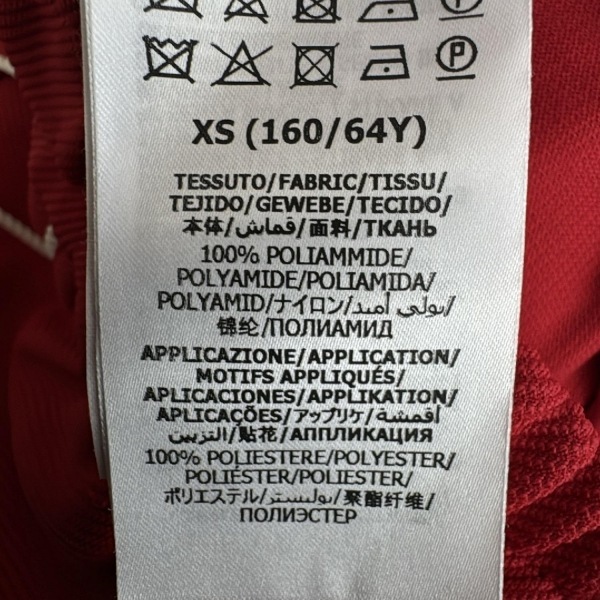 P
P
XS (160/64Y)
TESSUTO/FABRIC/TISSU/
TEJIDO/GEWEBE/TECIDO/
本体/قماش/面料/ТКАНЬ
100% POLIAMMIDE/
POLYAMIDE/POLIAMIDA/
POLYAMID/ナイロン/بولي أميد/
锦纶/ПОЛИАМИД
APPLICAZIONE/APPLICATION/
MOTIFS APPLIQUÉS/
APLICACIONES/APPLIKATION/
APLICAÇÕES/アップリケ/أقمشة
التزيين/贴花/АППЛИКАЦИЯ
100% POLIESTERE/POLYESTER/
POLIÉSTER/POLIESTER/
ポリエステル/بوليستر/聚酯纤维/
ПОЛИЭСТЕР